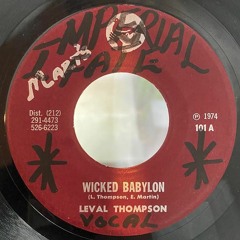 IMPERIAL
Dist. (212)
291-4473
526-6223
℗ 1974
101 A
WICKED BABYLON
(L. Thompson, E. Martin)
LEVAL THOMPSON
VOCAL